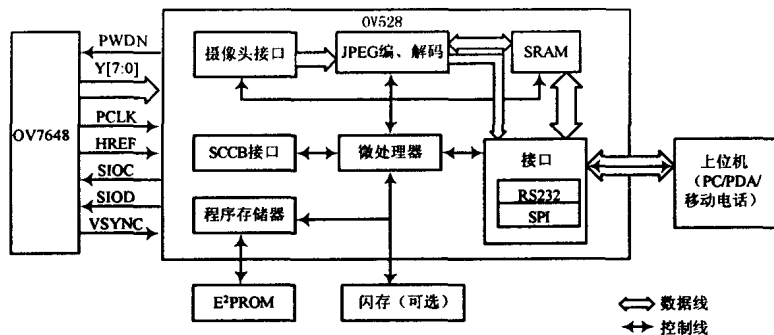 OV528
PWDN
Y[7:0]
PCLK
HREF
SIOC
SIOD
VSYNC
OV7648
摄像头接口
JPEG编、解码
SRAM
SCCB接口
微处理器
接口
RS232
SPI
程序存储器
上位机
(PC/PDA/
移动电话)
E²PROM
闪存(可选)
数据线
控制线